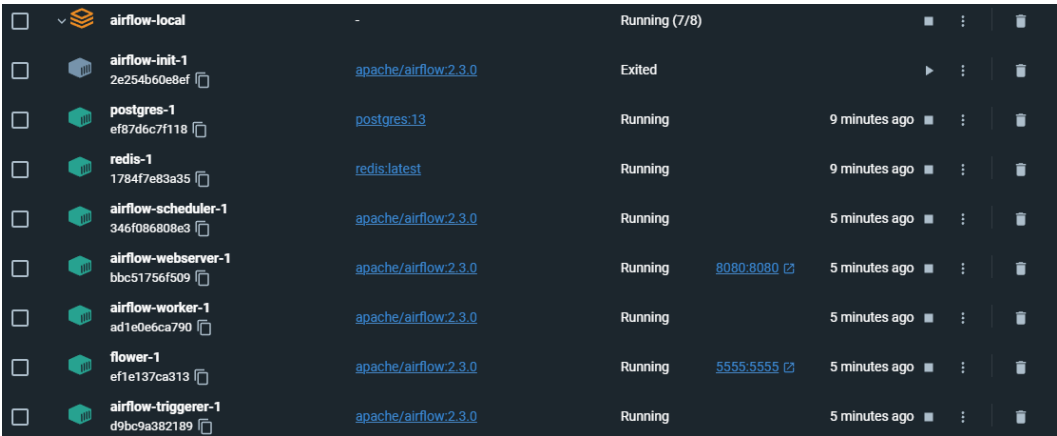 airflow-local - Running (7/8)
airflow-init-1
2e254b60e8ef apache/airflow:2.3.0 Exited
postgres-1
ef87d6c7f118 postgres:13 Running 9 minutes ago
redis-1
1784f7e83a35 redis:latest Running 9 minutes ago
airflow-scheduler-1
346f086808e3 apache/airflow:2.3.0 Running 5 minutes ago
airflow-webserver-1
bbc51756f509 apache/airflow:2.3.0 Running 8080:8080 5 minutes ago
airflow-worker-1
ad1e0e6ca790 apache/airflow:2.3.0 Running 5 minutes ago
flower-1
ef1e137ca313 apache/airflow:2.3.0 Running 5555:5555 5 minutes ago
airflow-triggerer-1
d9bc9a382189 apache/airflow:2.3.0 Running 5 minutes ago